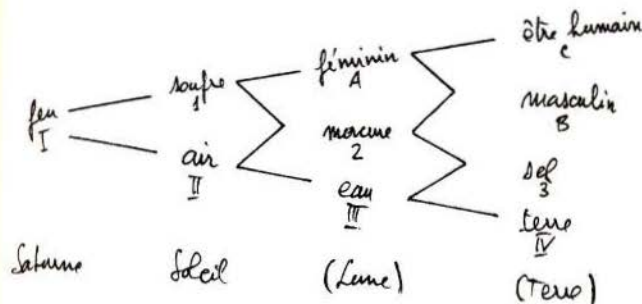 feu
I
soufre
1
air
II
féminin
A
mercure
2
eau
III
être humain
C
masculin
B
sel
3
terre
IV
Saturne
Soleil
(Lune)
(Terre)